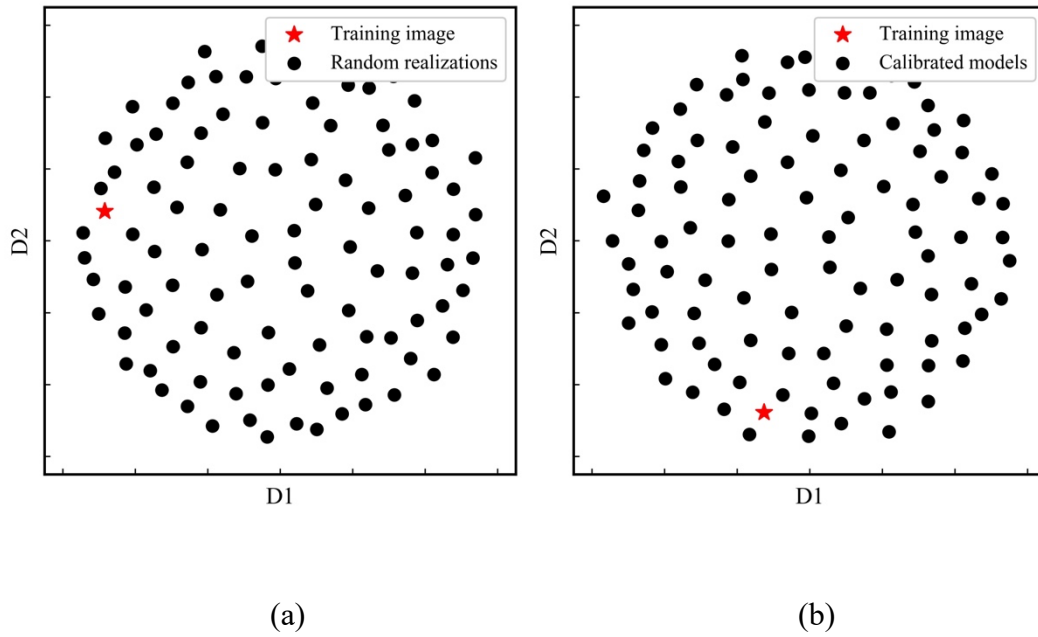 Training image
Random realizations
D2
D1
(a)
Training image
Calibrated models
D2
D1
(b)